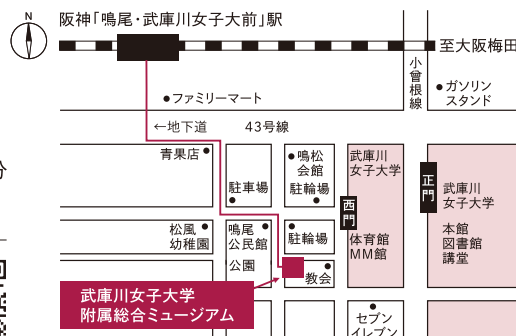 N
阪神「鳴尾・武庫川女子大前」駅
至大阪梅田
小曾根線
ガソリン
スタンド
ファミリーマート
←地下道
43号線
青果店
駐車場
鳴松
会館
駐輪場
武庫川
女子大学
西門
体育館
MM館
正門
武庫川
女子大学
本館
図書館
講堂
松風
幼稚園
鳴尾
公民館
公園
駐輪場
教会
武庫川女子大学
附属総合ミュージアム
セブン
イレブン
分